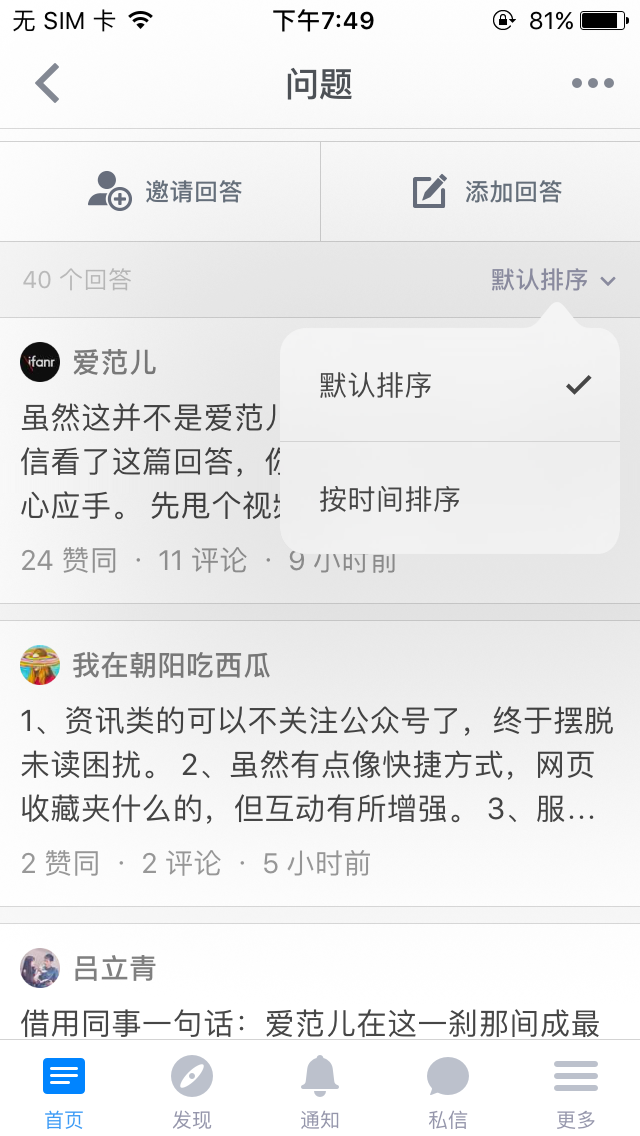 无 SIM 卡 下午7:49 81%
问题
邀请回答 添加回答
40 个回答 默认排序
ifanr 爱范儿
默认排序
虽然这并不是爱范儿
信看了这篇回答，你
心应手。 先甩个视频
按时间排序
24 赞同 · 11 评论 · 9 小时前
我在朝阳吃西瓜
1、资讯类的可以不关注公众号了，终于摆脱
未读困扰。 2、虽然有点像快捷方式，网页
收藏夹什么的，但互动有所增强。 3、服...
2 赞同 · 2 评论 · 5 小时前
吕立青
借用同事一句话：爱范儿在这一刹那间成最
首页 发现 通知 私信 更多